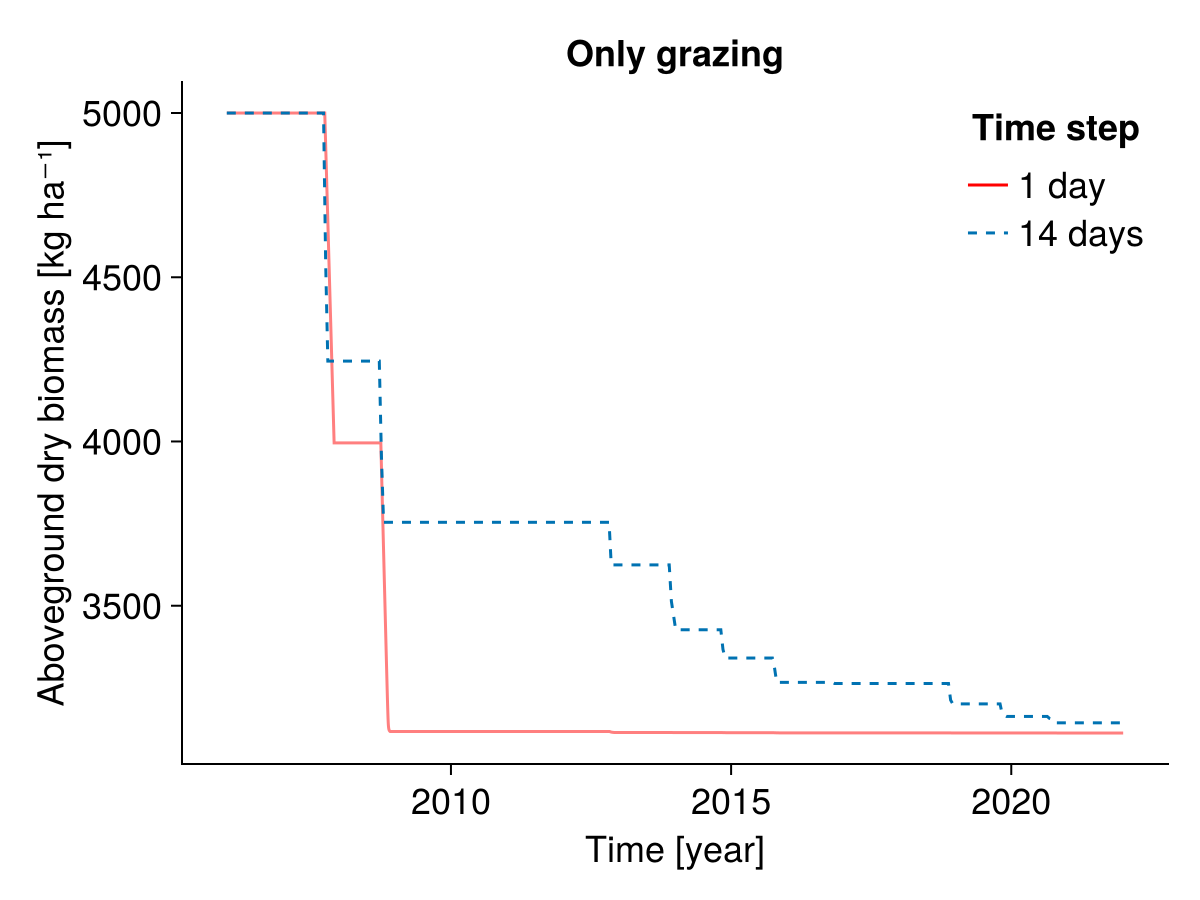 Only grazing
Aboveground dry biomass [kg ha⁻¹]
5000
4500
4000
3500
Time step
1 day
14 days
2010
2015
2020
Time [year]